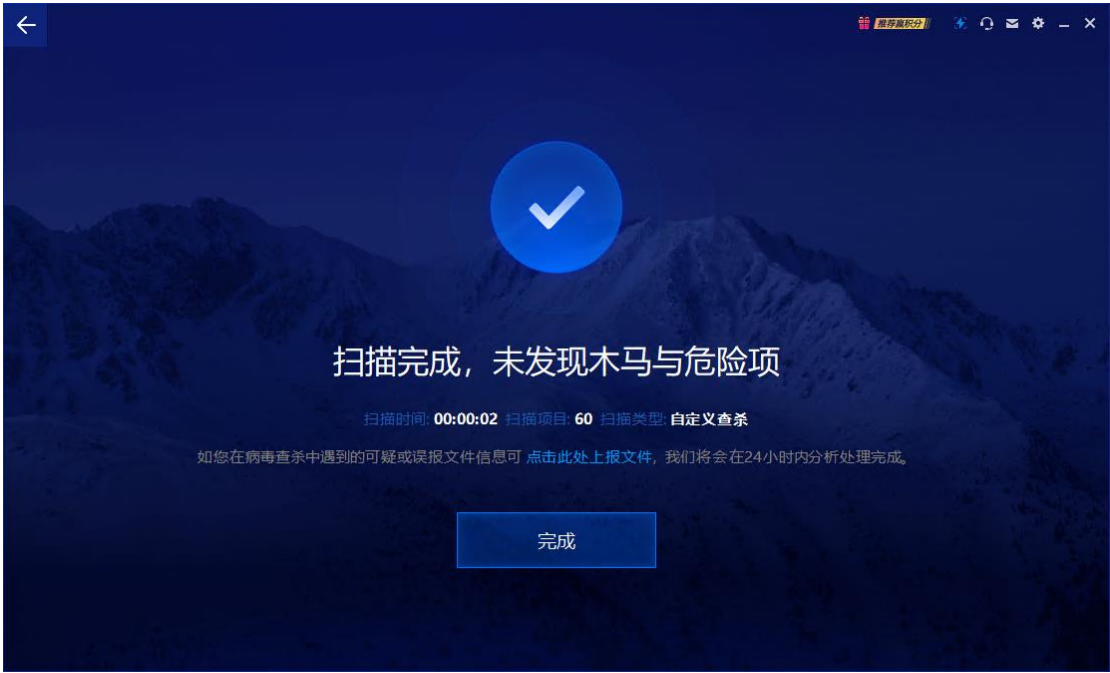 推荐赢积分
扫描完成，未发现木马与危险项
扫描时间: 00:00:02 扫描项目: 60 扫描类型: 自定义查杀
如您在病毒查杀中遇到的可疑或误报文件信息可 点击此处上报文件，我们将会在24小时内分析处理完成。
完成